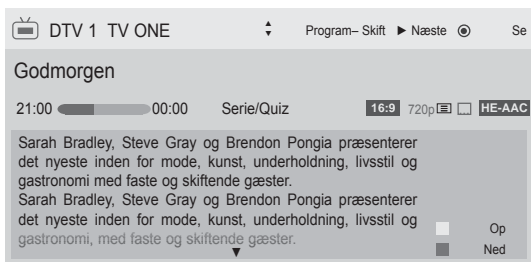 DTV 1 TV ONE Program– Skift ► Næste ◉ Se
Godmorgen
21:00 00:00 Serie/Quiz 16:9 720p HE-AAC
Sarah Bradley, Steve Gray og Brendon Pongia præsenterer
det nyeste inden for mode, kunst, underholdning, livsstil og
gastronomi med faste og skiftende gæster.
Sarah Bradley, Steve Gray og Brendon Pongia præsenterer
det nyeste inden for mode, kunst, underholdning, livsstil og
gastronomi, med faste og skiftende gæster.
Op
Ned